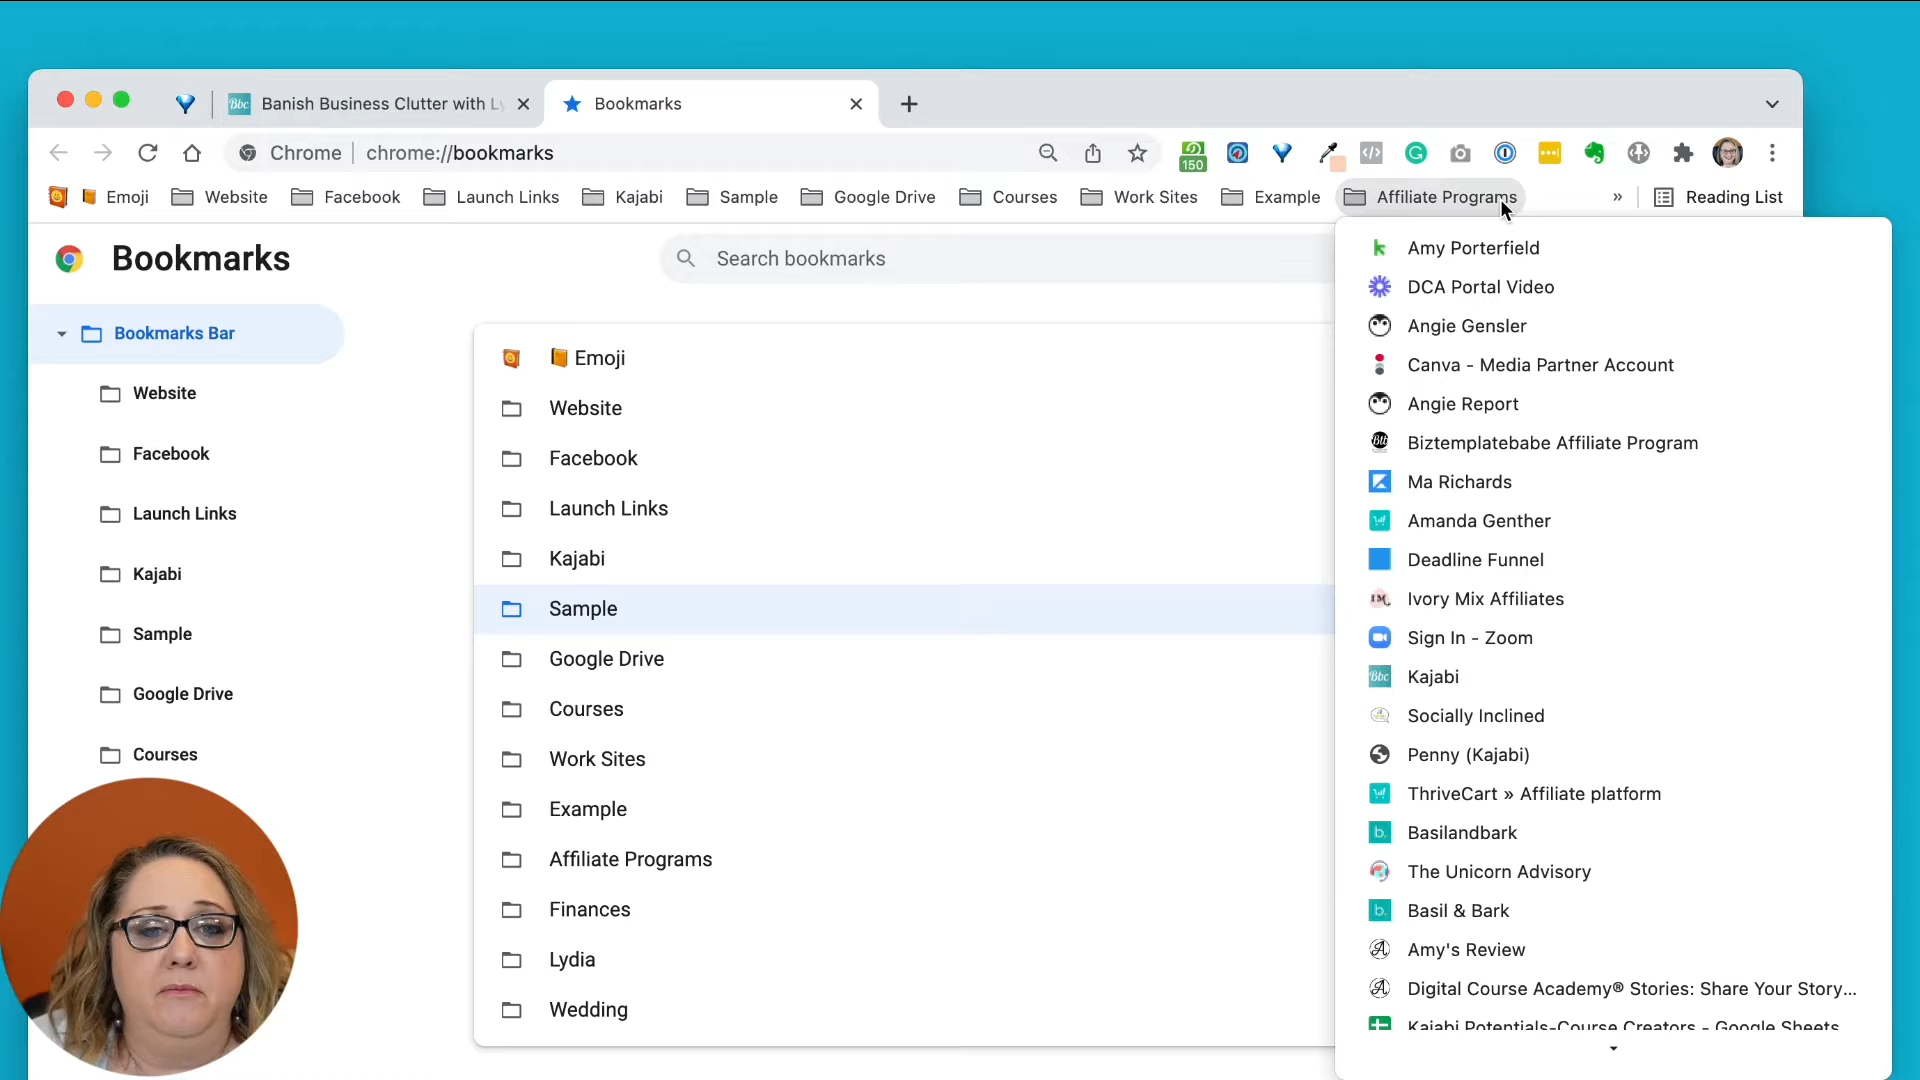 Bbc Banish Business Clutter with Ly
Bookmarks
Chrome chrome://bookmarks
150
Emoji Website Facebook Launch Links Kajabi Sample Google Drive Courses Work Sites Example Affiliate Programs » Reading List
Bookmarks
Search bookmarks
Bookmarks Bar
Website
Facebook
Launch Links
Kajabi
Sample
Google Drive
Courses
Emoji
Website
Facebook
Launch Links
Kajabi
Sample
Google Drive
Courses
Work Sites
Example
Affiliate Programs
Finances
Lydia
Wedding
Amy Porterfield
DCA Portal Video
Angie Gensler
Canva - Media Partner Account
Angie Report
Biztemplatebabe Affiliate Program
Ma Richards
Amanda Genther
Deadline Funnel
Ivory Mix Affiliates
Sign In - Zoom
Bbc Kajabi
Socially Inclined
Penny (Kajabi)
ThriveCart » Affiliate platform
b. Basilandbark
The Unicorn Advisory
b. Basil & Bark
Amy's Review
Digital Course Academy® Stories: Share Your Story...
Kajabi Potentials-Course Creators - Google Sheets